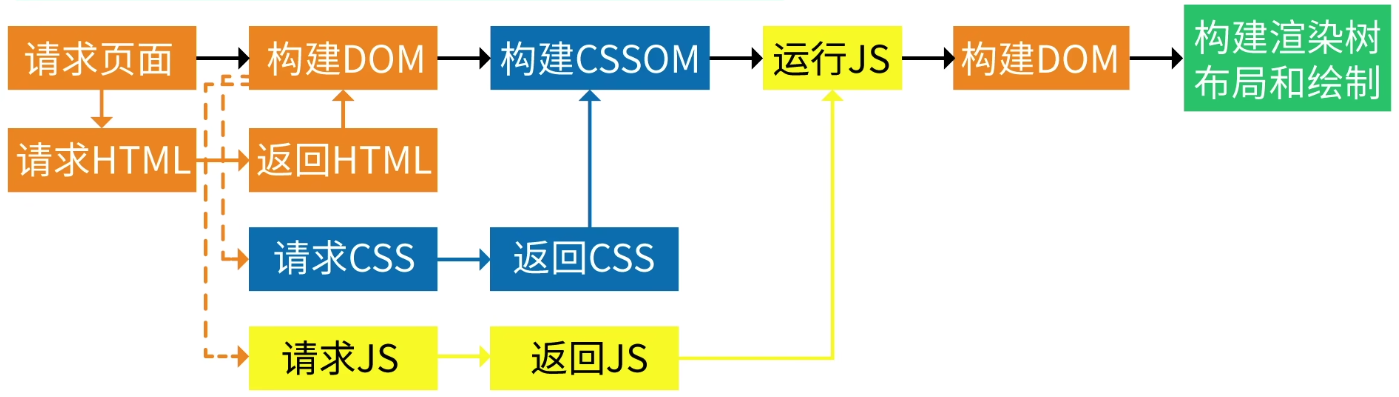 请求页面
构建DOM
构建CSSOM
运行JS
构建DOM
构建渲染树
布局和绘制
请求HTML
返回HTML
请求CSS
返回CSS
请求JS
返回JS